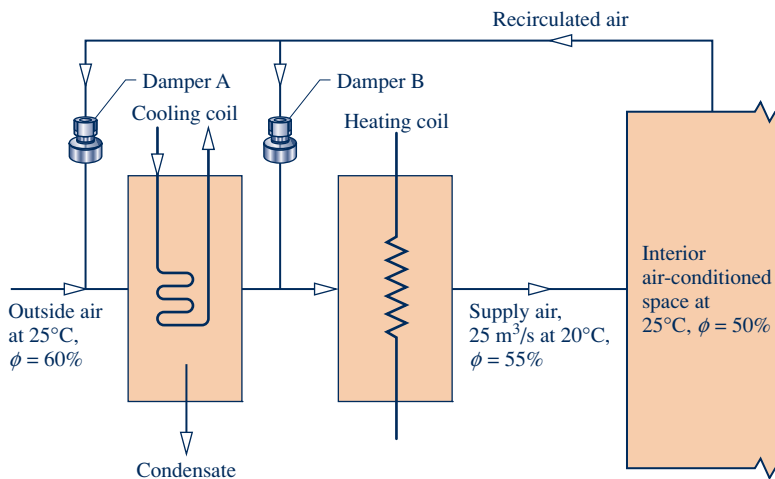 Recirculated air
Damper A
Damper B
Cooling coil
Heating coil
Outside air
at 25°C,
ϕ = 60%
Supply air,
25 m³/s at 20°C,
ϕ = 55%
Interior
air-conditioned
space at
25°C, ϕ = 50%
Condensate